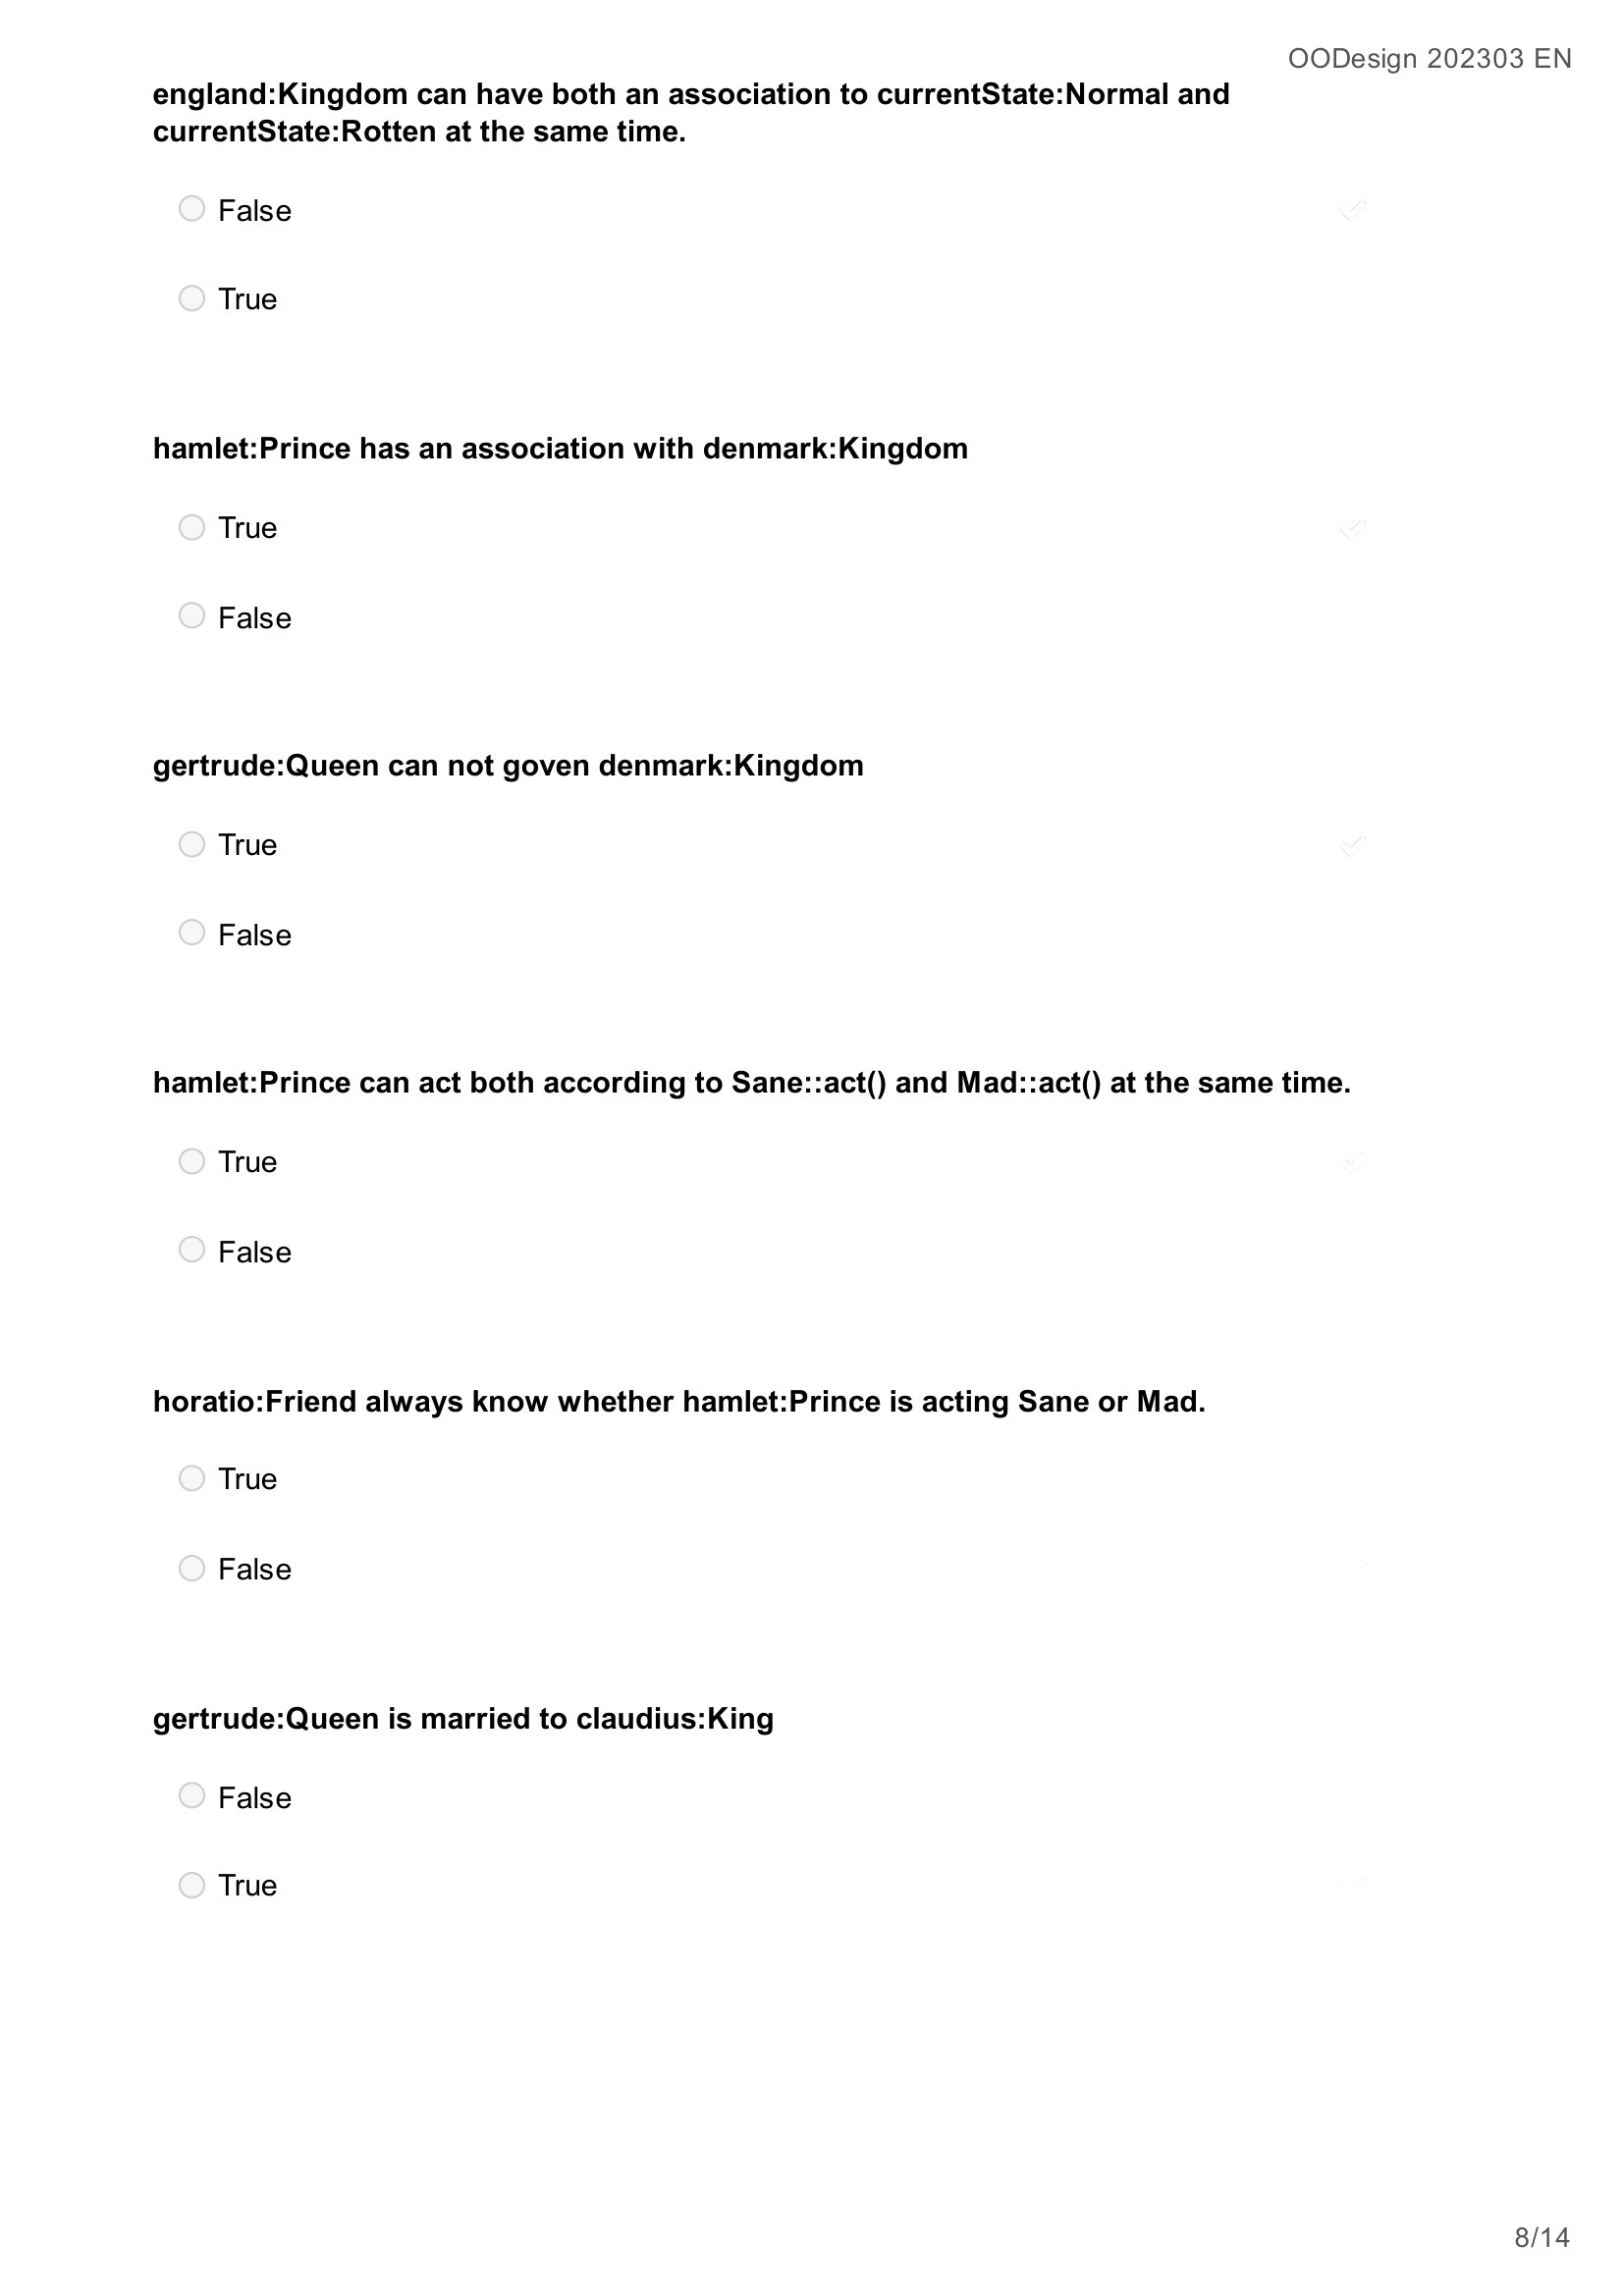 OODesign 202303 EN
england:Kingdom can have both an association to currentState:Normal and
currentState:Rotten at the same time.
False
True
hamlet:Prince has an association with denmark:Kingdom
True
False
gertrude:Queen can not goven denmark:Kingdom
True
False
hamlet:Prince can act both according to Sane::act() and Mad::act() at the same time.
True
False
horatio:Friend always know whether hamlet:Prince is acting Sane or Mad.
True
False
gertrude:Queen is married to claudius:King
False
True
8/14